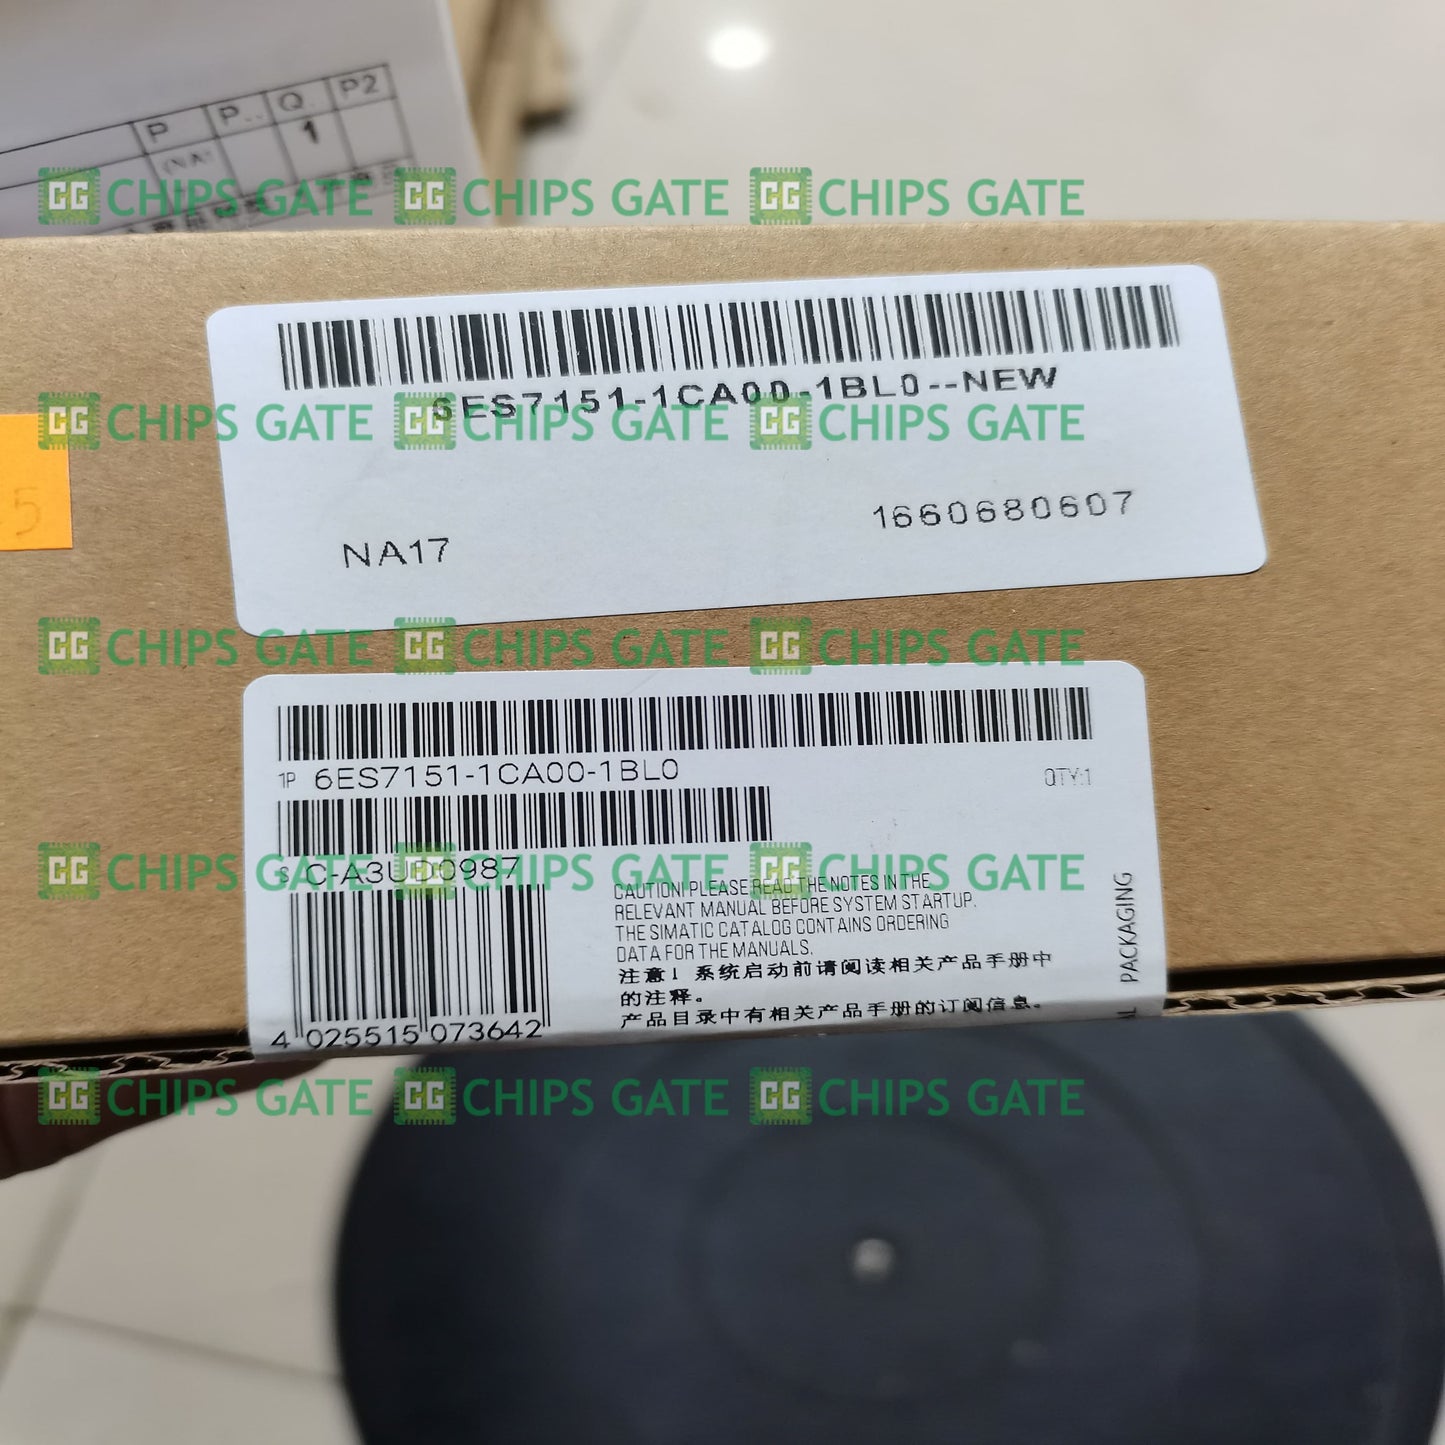 P P.. Q. P2
(NA1 1
CG CHIPS GATE CG CHIPS GATE CG CHIPS GATE
6ES7151-1CA00-1BL0--NEW
CG CHIPS GATE CG CHIPS GATE CG CHIPS GATE
5
1660680607
NA17
CG CHIPS GATE CG CHIPS GATE CG CHIPS GATE
1P 6ES7151-1CA00-1BL0 QTY:1
CG CHIPS GATE CG CHIPS GATE CG CHIPS GATE
S C-A3UD0987
CAUTION! PLEASE READ THE NOTES IN THE
RELEVANT MANUAL BEFORE SYSTEM STARTUP.
THE SIMATIC CATALOG CONTAINS ORDERING
DATA FOR THE MANUALS.
注意! 系统启动前请阅读相关产品手册中
的注释。
产品目录中有相关产品手册的订阅信息。
PACKAGING
4 025515 073642
CG CHIPS GATE CG CHIPS GATE CG CHIPS GATE